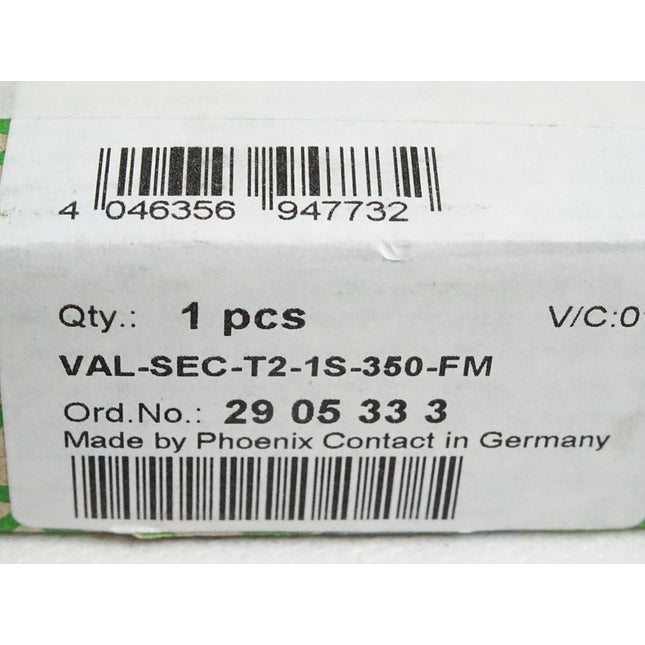 4 046356 947732
Qty.: 1 pcs V/C:0
VAL-SEC-T2-1S-350-FM
Ord.No.: 29 05 33 3
Made by Phoenix Contact in Germany